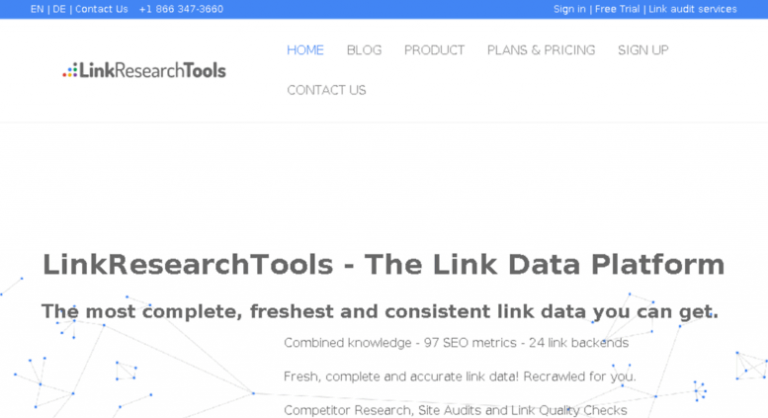 EN | DE | Contact Us +1 866 347-3660
Sign in | Free Trial | Link audit services
LinkResearchTools
HOME BLOG PRODUCT PLANS & PRICING SIGN UP
CONTACT US
LinkResearchTools - The Link Data Platform
The most complete, freshest and consistent link data you can get.
Combined knowledge - 97 SEO metrics - 24 link backends
Fresh, complete and accurate link data! Recrawled for you.
Competitor Research, Site Audits and Link Quality Checks